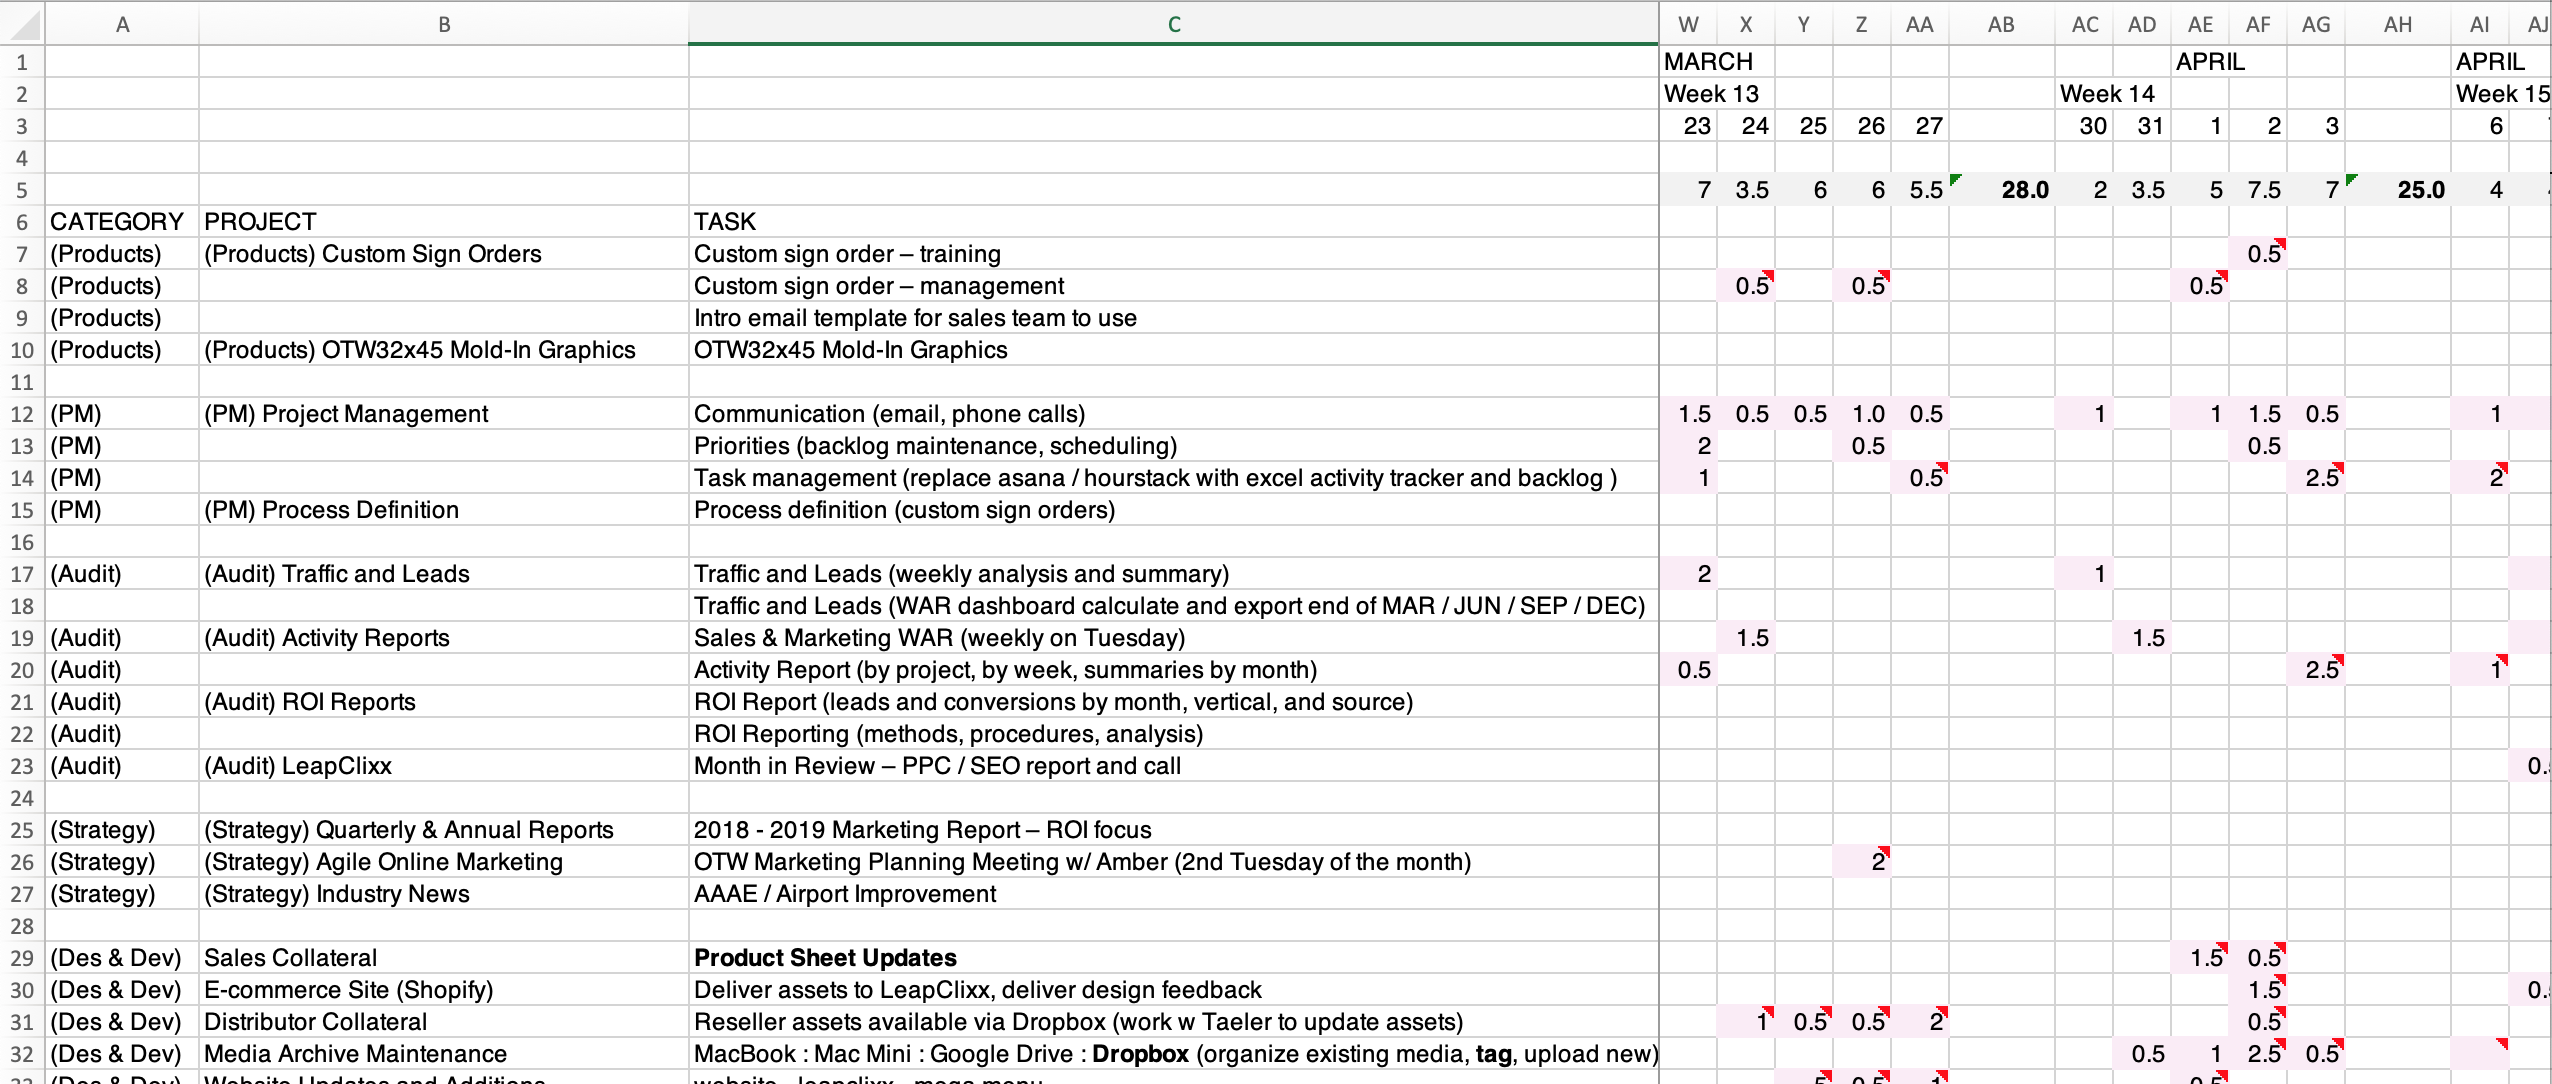 A B C W X Y Z AA AB AC AD AE AF AG AH AI AJ
1 MARCH APRIL APRIL
2 Week 13 Week 14 Week 15
3 23 24 25 26 27 30 31 1 2 3 6
4
5 7 3.5 6 6 5.5 28.0 2 3.5 5 7.5 7 25.0 4
6 CATEGORY PROJECT TASK
7 (Products) (Products) Custom Sign Orders Custom sign order – training 0.5
8 (Products) Custom sign order – management 0.5 0.5 0.5
9 (Products) Intro email template for sales team to use
10 (Products) (Products) OTW32x45 Mold-In Graphics OTW32x45 Mold-In Graphics
11
12 (PM) (PM) Project Management Communication (email, phone calls) 1.5 0.5 0.5 1.0 0.5 1 1 1.5 0.5 1
13 (PM) Priorities (backlog maintenance, scheduling) 2 0.5 0.5
14 (PM) Task management (replace asana / hourstack with excel activity tracker and backlog ) 1 0.5 2.5 2
15 (PM) (PM) Process Definition Process definition (custom sign orders)
16
17 (Audit) (Audit) Traffic and Leads Traffic and Leads (weekly analysis and summary) 2 1
18 Traffic and Leads (WAR dashboard calculate and export end of MAR / JUN / SEP / DEC)
19 (Audit) (Audit) Activity Reports Sales & Marketing WAR (weekly on Tuesday) 1.5 1.5
20 (Audit) Activity Report (by project, by week, summaries by month) 0.5 2.5 1
21 (Audit) (Audit) ROI Reports ROI Report (leads and conversions by month, vertical, and source)
22 (Audit) ROI Reporting (methods, procedures, analysis)
23 (Audit) (Audit) LeapClixx Month in Review – PPC / SEO report and call 0.
24
25 (Strategy) (Strategy) Quarterly & Annual Reports 2018 - 2019 Marketing Report – ROI focus
26 (Strategy) (Strategy) Agile Online Marketing OTW Marketing Planning Meeting w/ Amber (2nd Tuesday of the month) 2
27 (Strategy) (Strategy) Industry News AAAE / Airport Improvement
28
29 (Des & Dev) Sales Collateral Product Sheet Updates 1.5 0.5
30 (Des & Dev) E-commerce Site (Shopify) Deliver assets to LeapClixx, deliver design feedback 1.5 0.
31 (Des & Dev) Distributor Collateral Reseller assets available via Dropbox (work w Taeler to update assets) 1 0.5 0.5 2 0.5
32 (Des & Dev) Media Archive Maintenance MacBook : Mac Mini : Google Drive : Dropbox (organize existing media, tag, upload new) 0.5 1 2.5 0.5
(Des & Dev) Website Updates and Additions